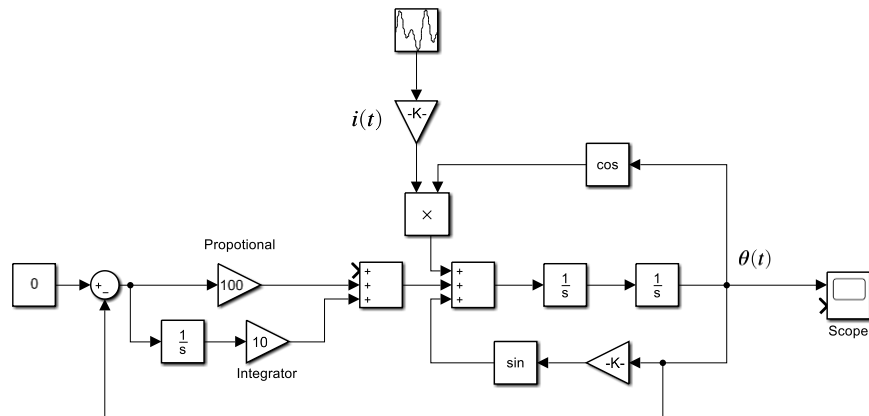 -K-
i(t)
cos
×
Propotional
θ(t)
0
+
−
100
+
+
+
+
+
+
1
s
1
s
1
s
10
Integrator
sin
-K-
Scope